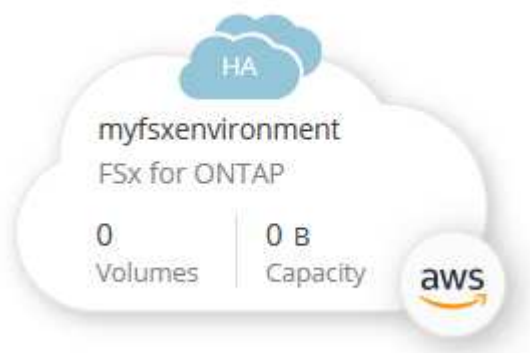 HA
myfsxenvironment
FSx for ONTAP
0 0 B
Volumes Capacity
aws